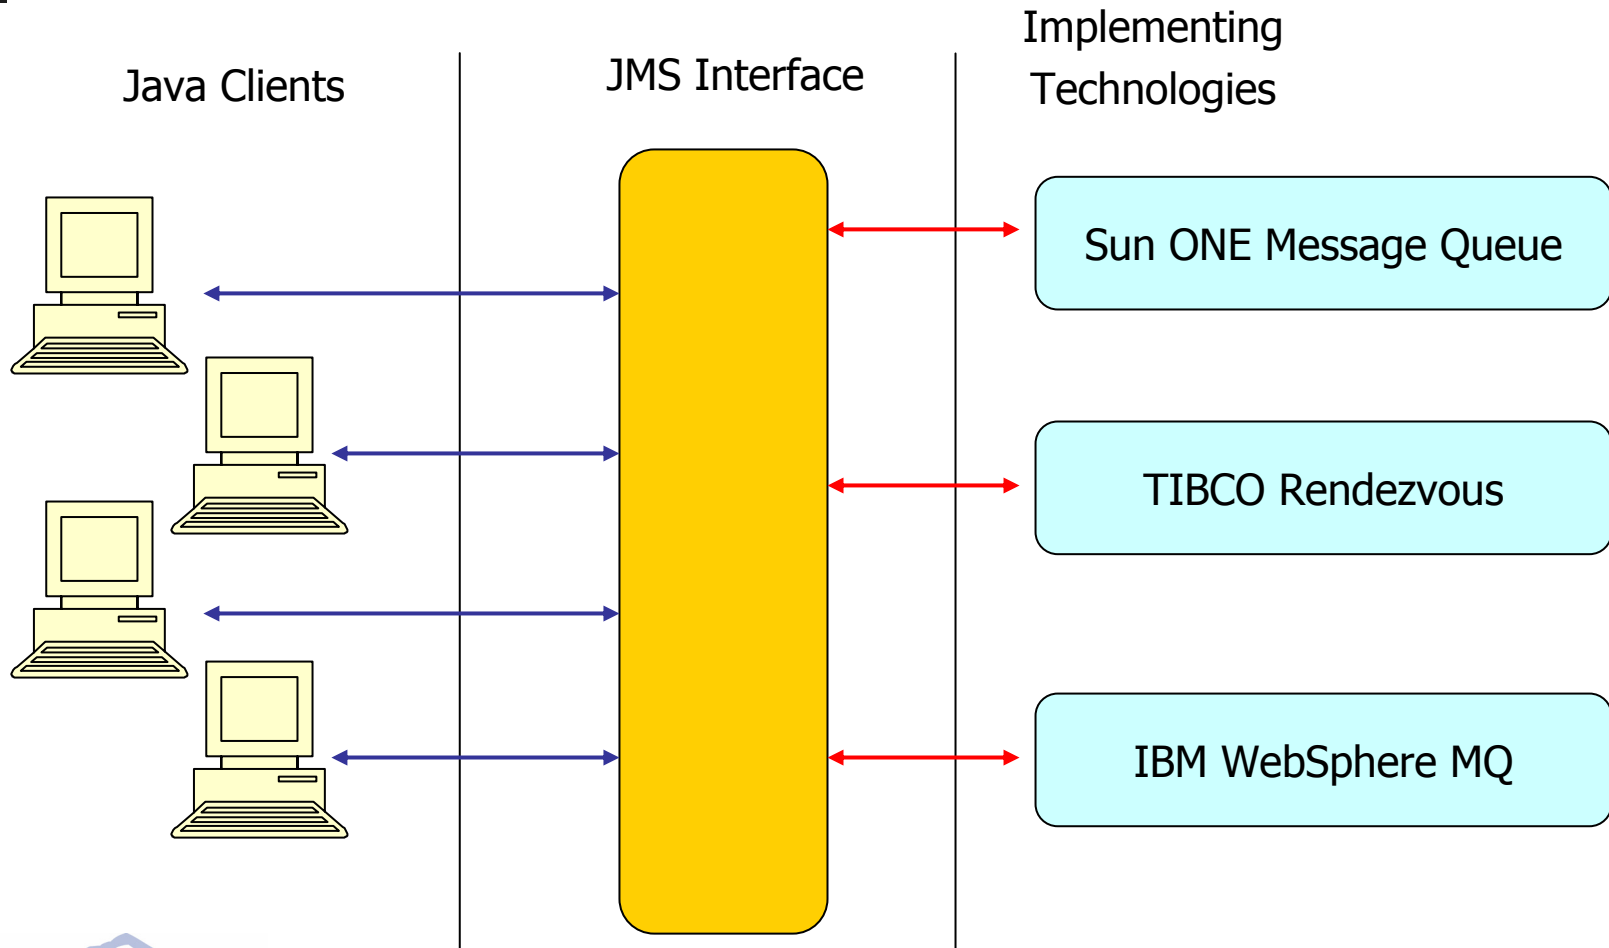 Java Clients
JMS Interface
Implementing
Technologies
Sun ONE Message Queue
TIBCO Rendezvous
IBM WebSphere MQ